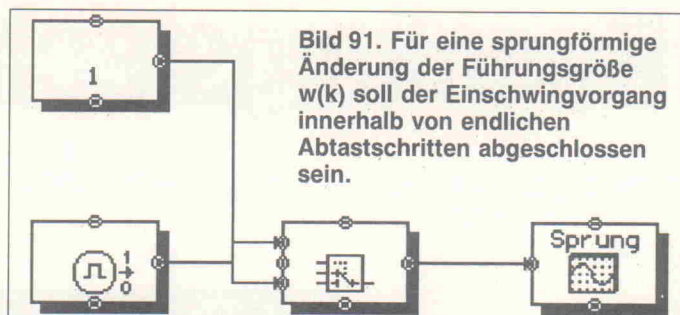 Bild 91. Für eine sprungförmige
Änderung der Führungsgröße
w(k) soll der Einschwingvorgang
innerhalb von endlichen
Abtastschritten abgeschlossen
sein.
1
1
0
Sprung